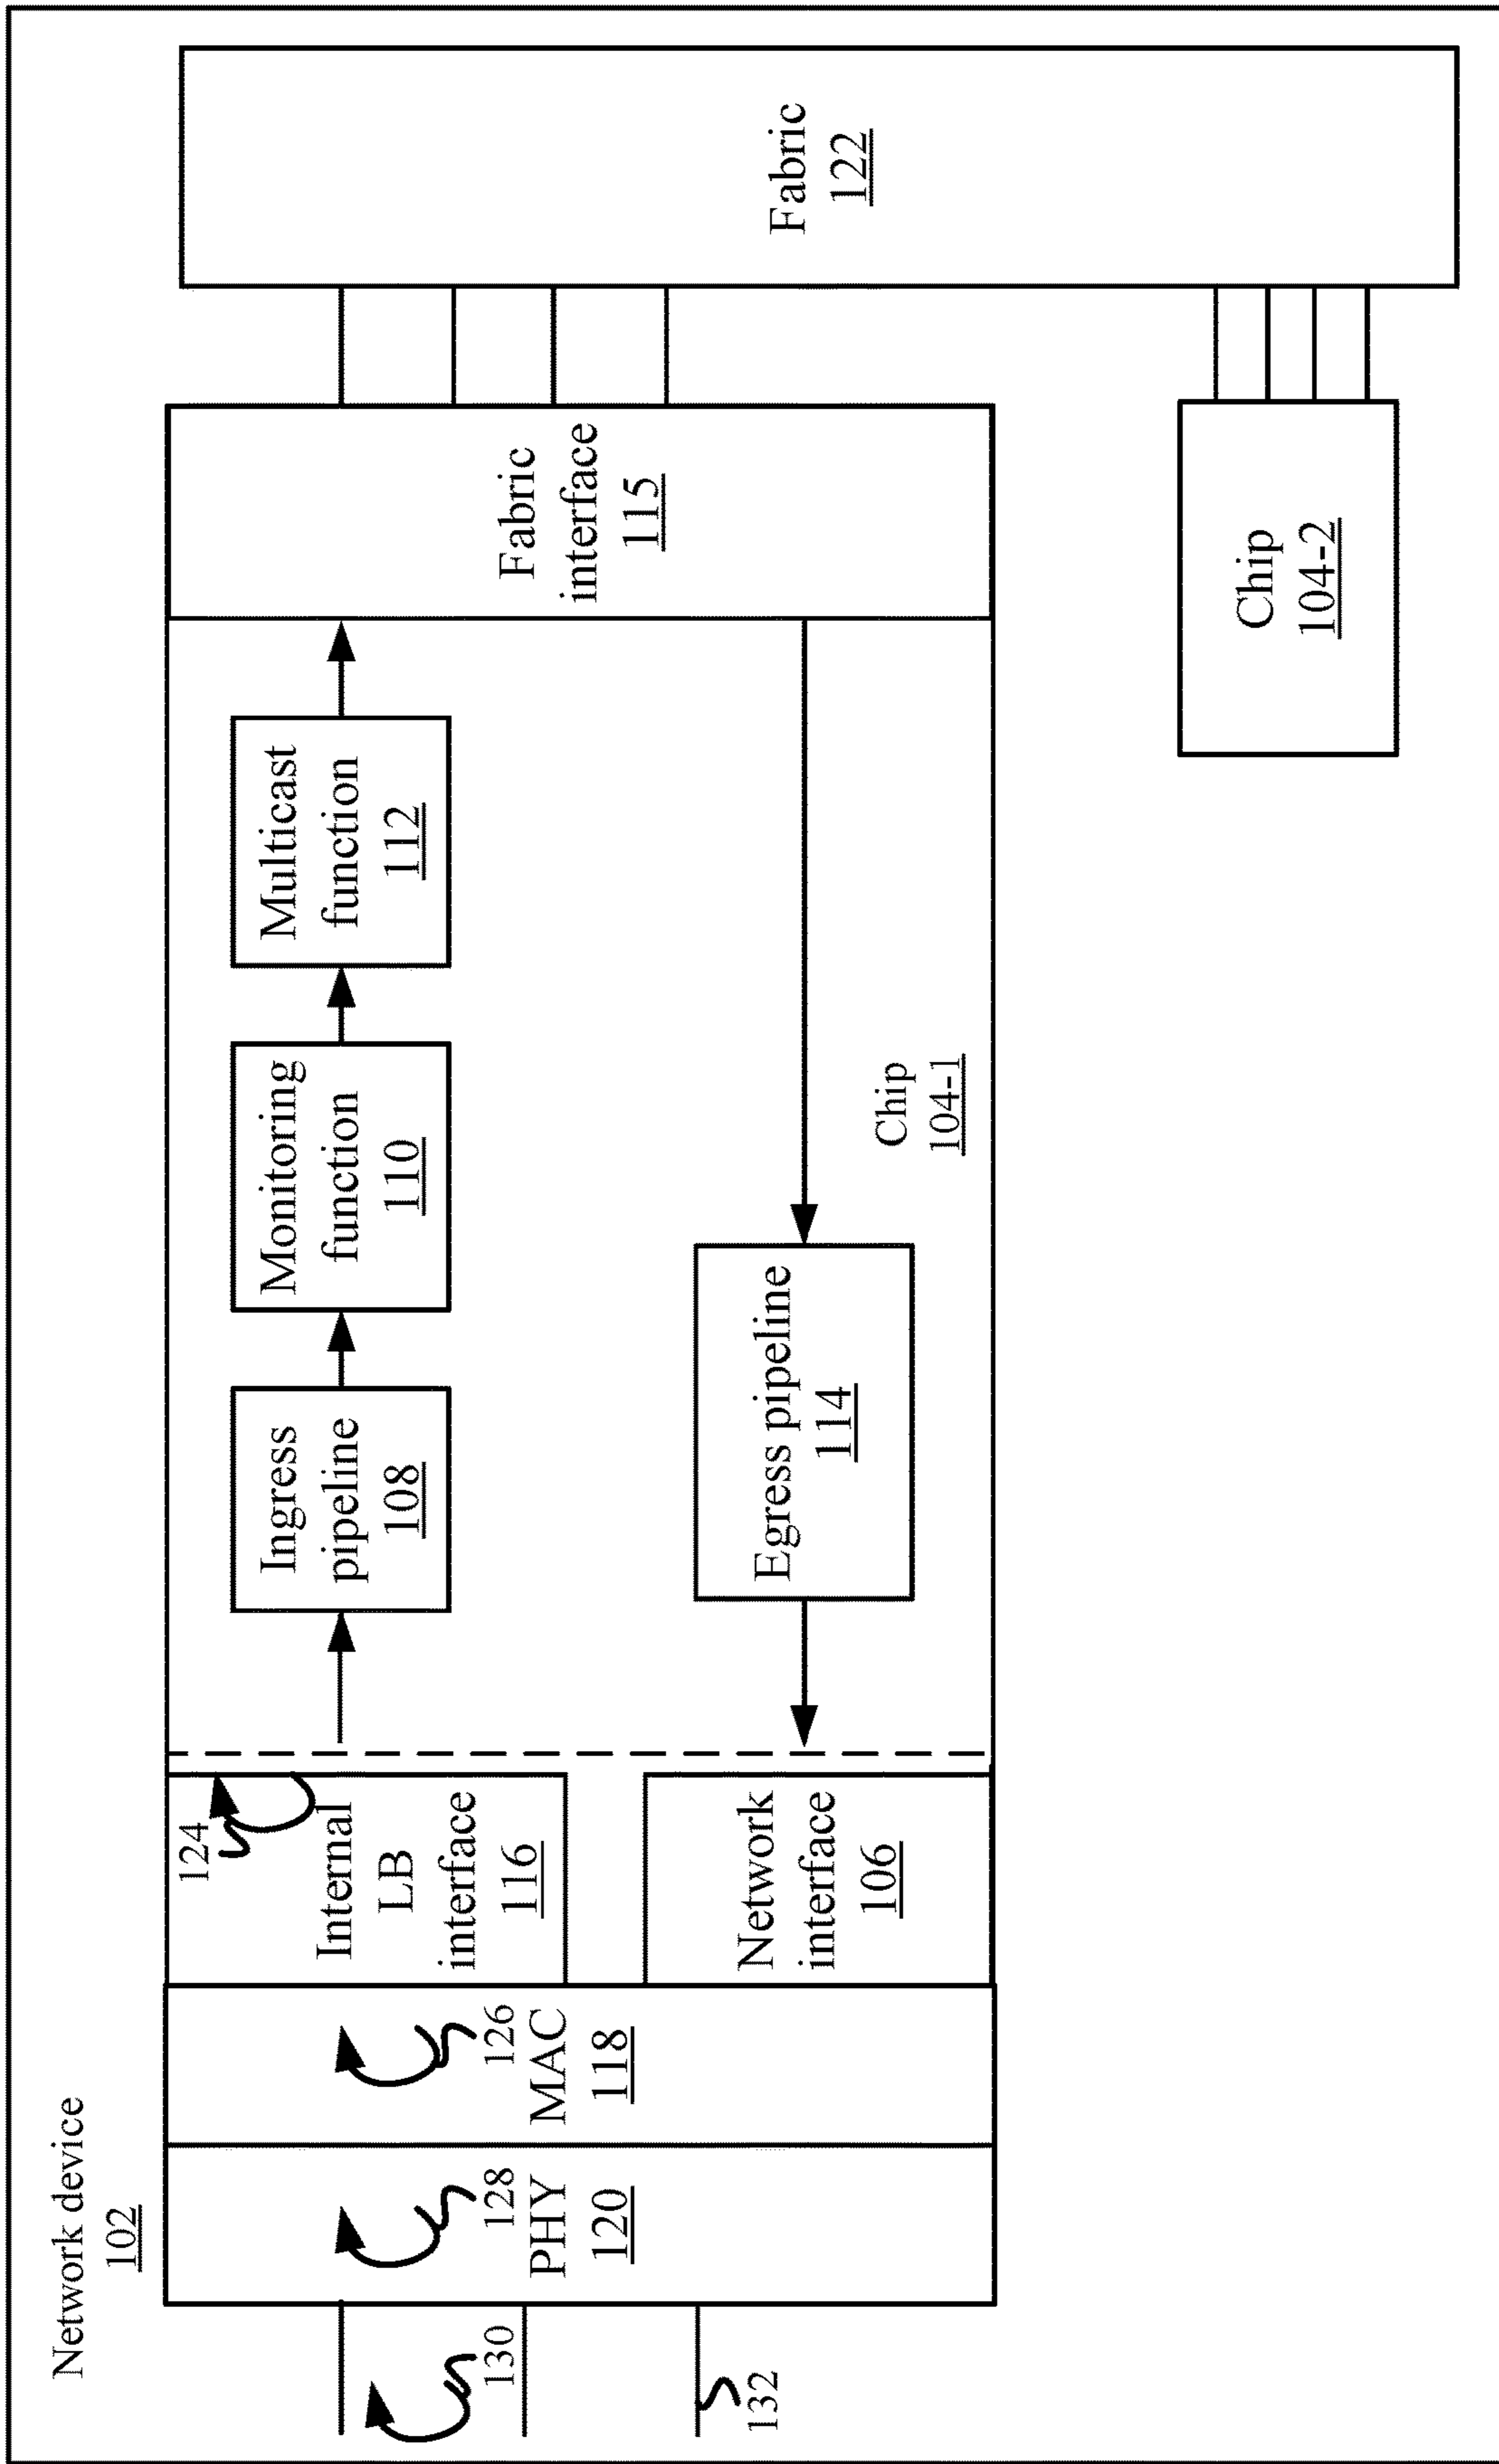 Network device
102
130
132
128
PHY
120
126
MAC
118
124
Internal
LB
interface
116
Network
interface
106
Ingress
pipeline
108
Monitoring
function
110
Multicast
function
112
Egress pipeline
114
Chip
104-1
Fabric
interface
115
Chip
104-2
Fabric
122